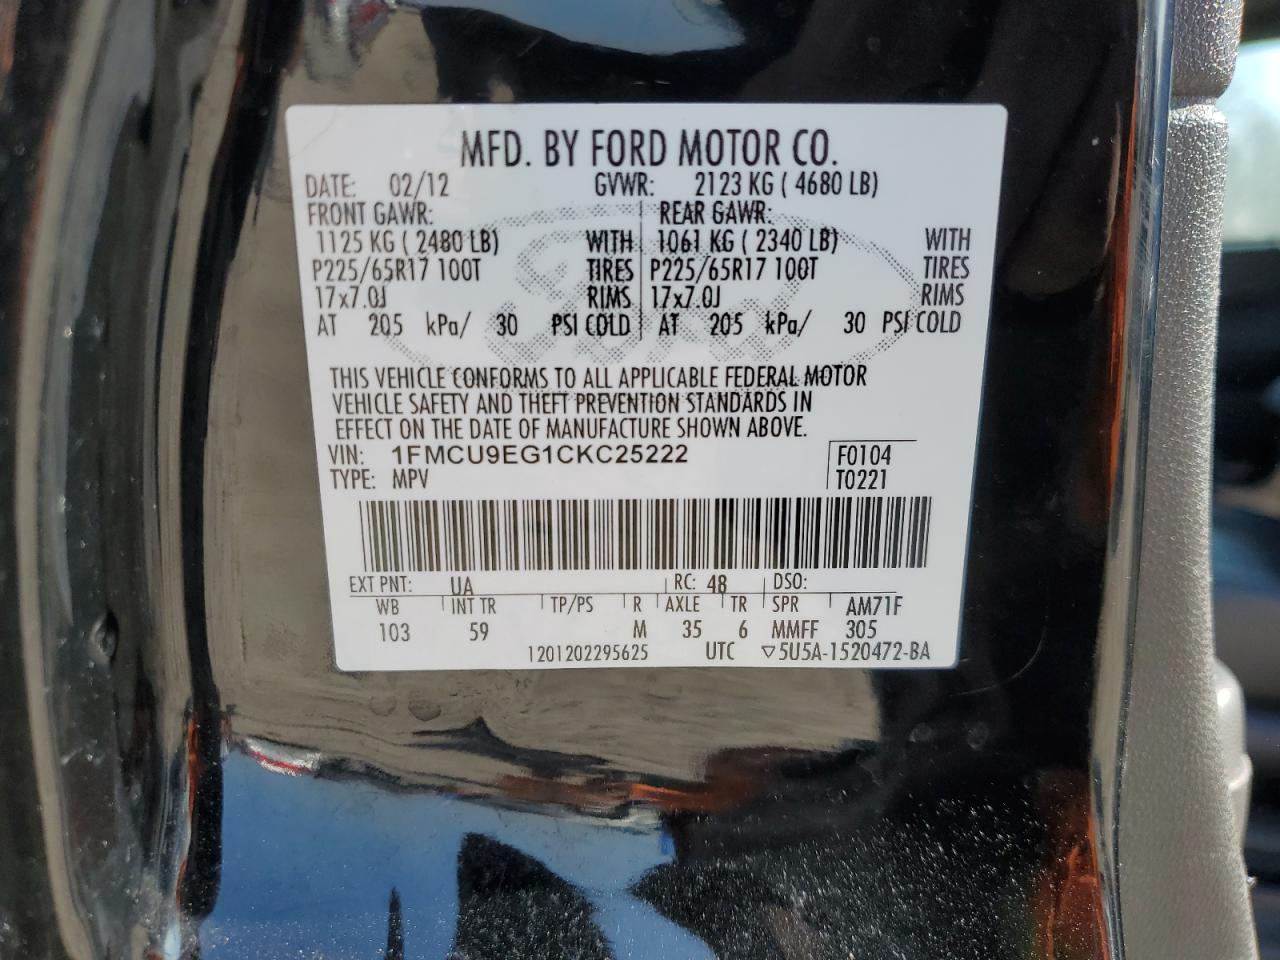 MFD. BY FORD MOTOR CO.
DATE: 02/12 GVWR: 2123 KG ( 4680 LB)
FRONT GAWR: REAR GAWR:
1125 KG ( 2480 LB) WITH 1061 KG ( 2340 LB) WITH
P225/65R17 100T TIRES P225/65R17 100T TIRES
17x7.0J RIMS 17x7.0J RIMS
AT 205 kPa/ 30 PSI COLD AT 205 kPa/ 30 PSI COLD
Ford
THIS VEHICLE CONFORMS TO ALL APPLICABLE FEDERAL MOTOR
VEHICLE SAFETY AND THEFT PREVENTION STANDARDS IN
EFFECT ON THE DATE OF MANUFACTURE SHOWN ABOVE.
VIN: 1FMCU9EG1CKC25222 F0104
TYPE: MPV T0221
EXT PNT: UA RC: 48 DSO:
WB INT TR TP/PS R AXLE TR SPR AM71F
103 59 M 35 6 MMFF 305
1201202295625 UTC ▽5U5A-1520472-BA